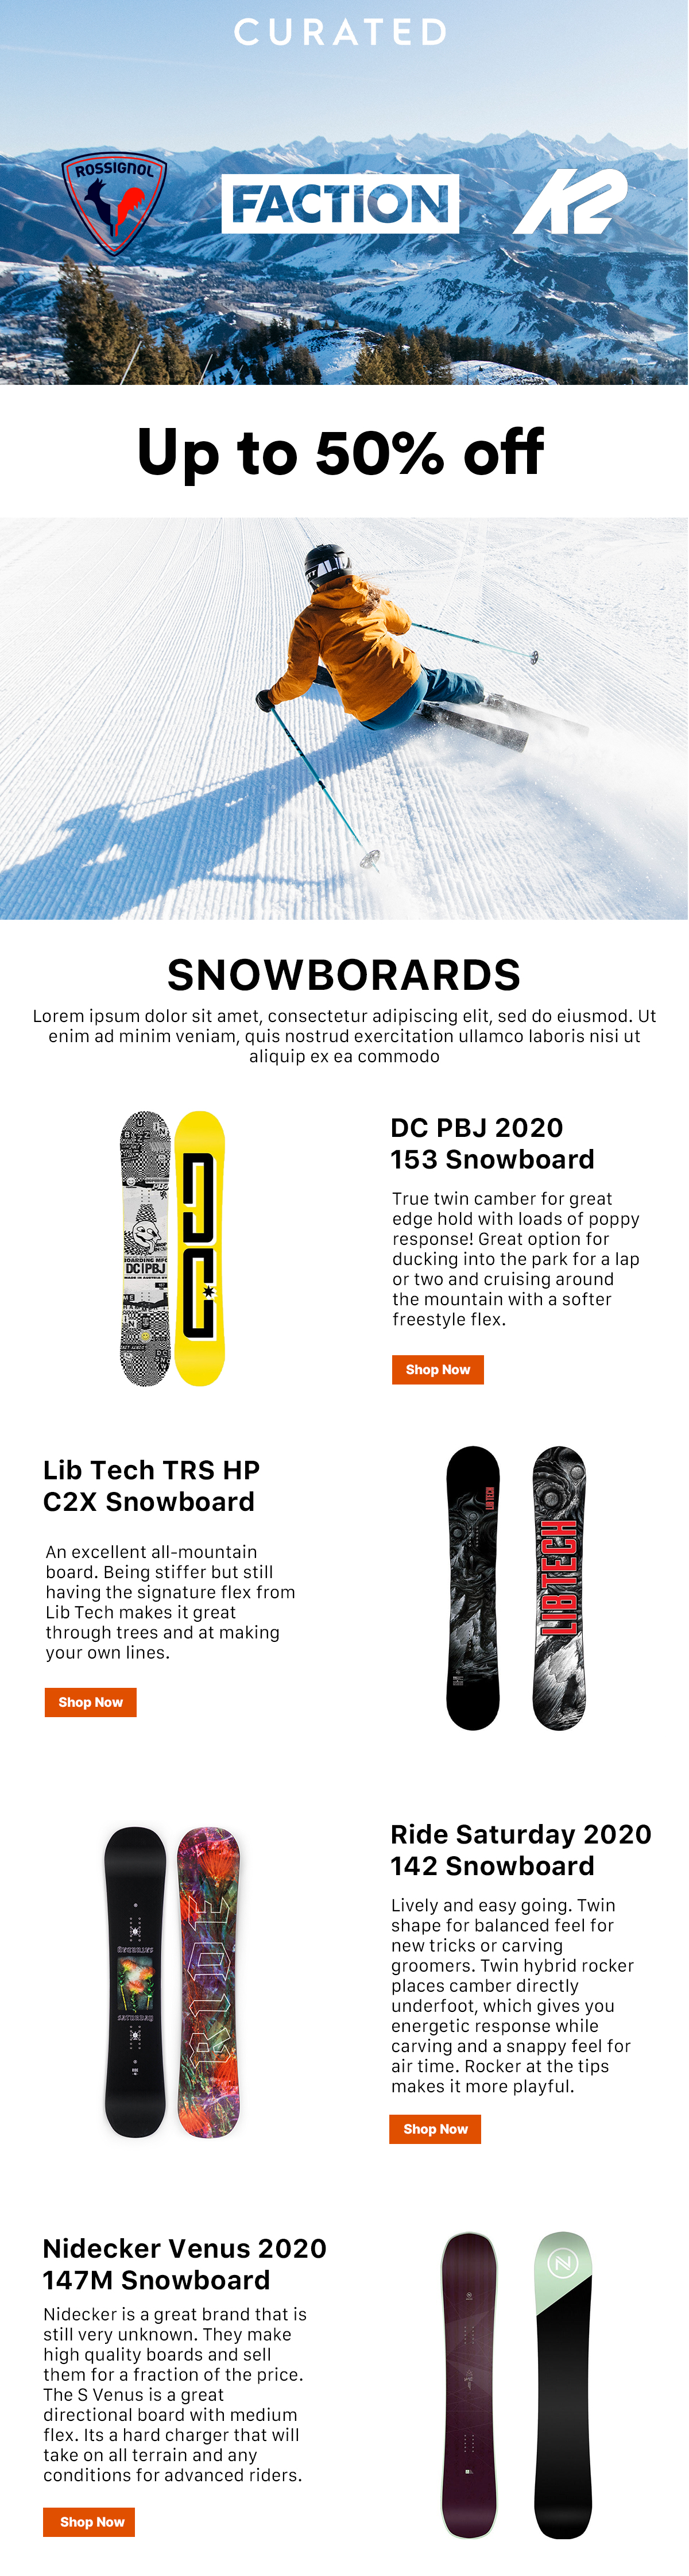 CURATED
ROSSIGNOL
FACTION
K2
Up to 50% off
SNOWBORARDS
Lorem ipsum dolor sit amet, consectetur adipiscing elit, sed do eiusmod. Ut
enim ad minim veniam, quis nostrud exercitation ullamco laboris nisi ut
aliquip ex ea commodo
DC PBJ 2020
153 Snowboard
True twin camber for great
edge hold with loads of poppy
response! Great option for
ducking into the park for a lap
or two and cruising around
the mountain with a softer
freestyle flex.
Shop Now
DC|PBJ
Lib Tech TRS HP
C2X Snowboard
An excellent all-mountain
board. Being stiffer but still
having the signature flex from
Lib Tech makes it great
through trees and at making
your own lines.
Shop Now
LIB TECH
LIB TECH
Ride Saturday 2020
142 Snowboard
Lively and easy going. Twin
shape for balanced feel for
new tricks or carving
groomers. Twin hybrid rocker
places camber directly
underfoot, which gives you
energetic response while
carving and a snappy feel for
air time. Rocker at the tips
makes it more playful.
Shop Now
SATURDAY
SATURDAY
RIDE
Nidecker Venus 2020
147M Snowboard
Nidecker is a great brand that is
still very unknown. They make
high quality boards and sell
them for a fraction of the price.
The S Venus is a great
directional board with medium
flex. Its a hard charger that will
take on all terrain and any
conditions for advanced riders.
Shop Now
N